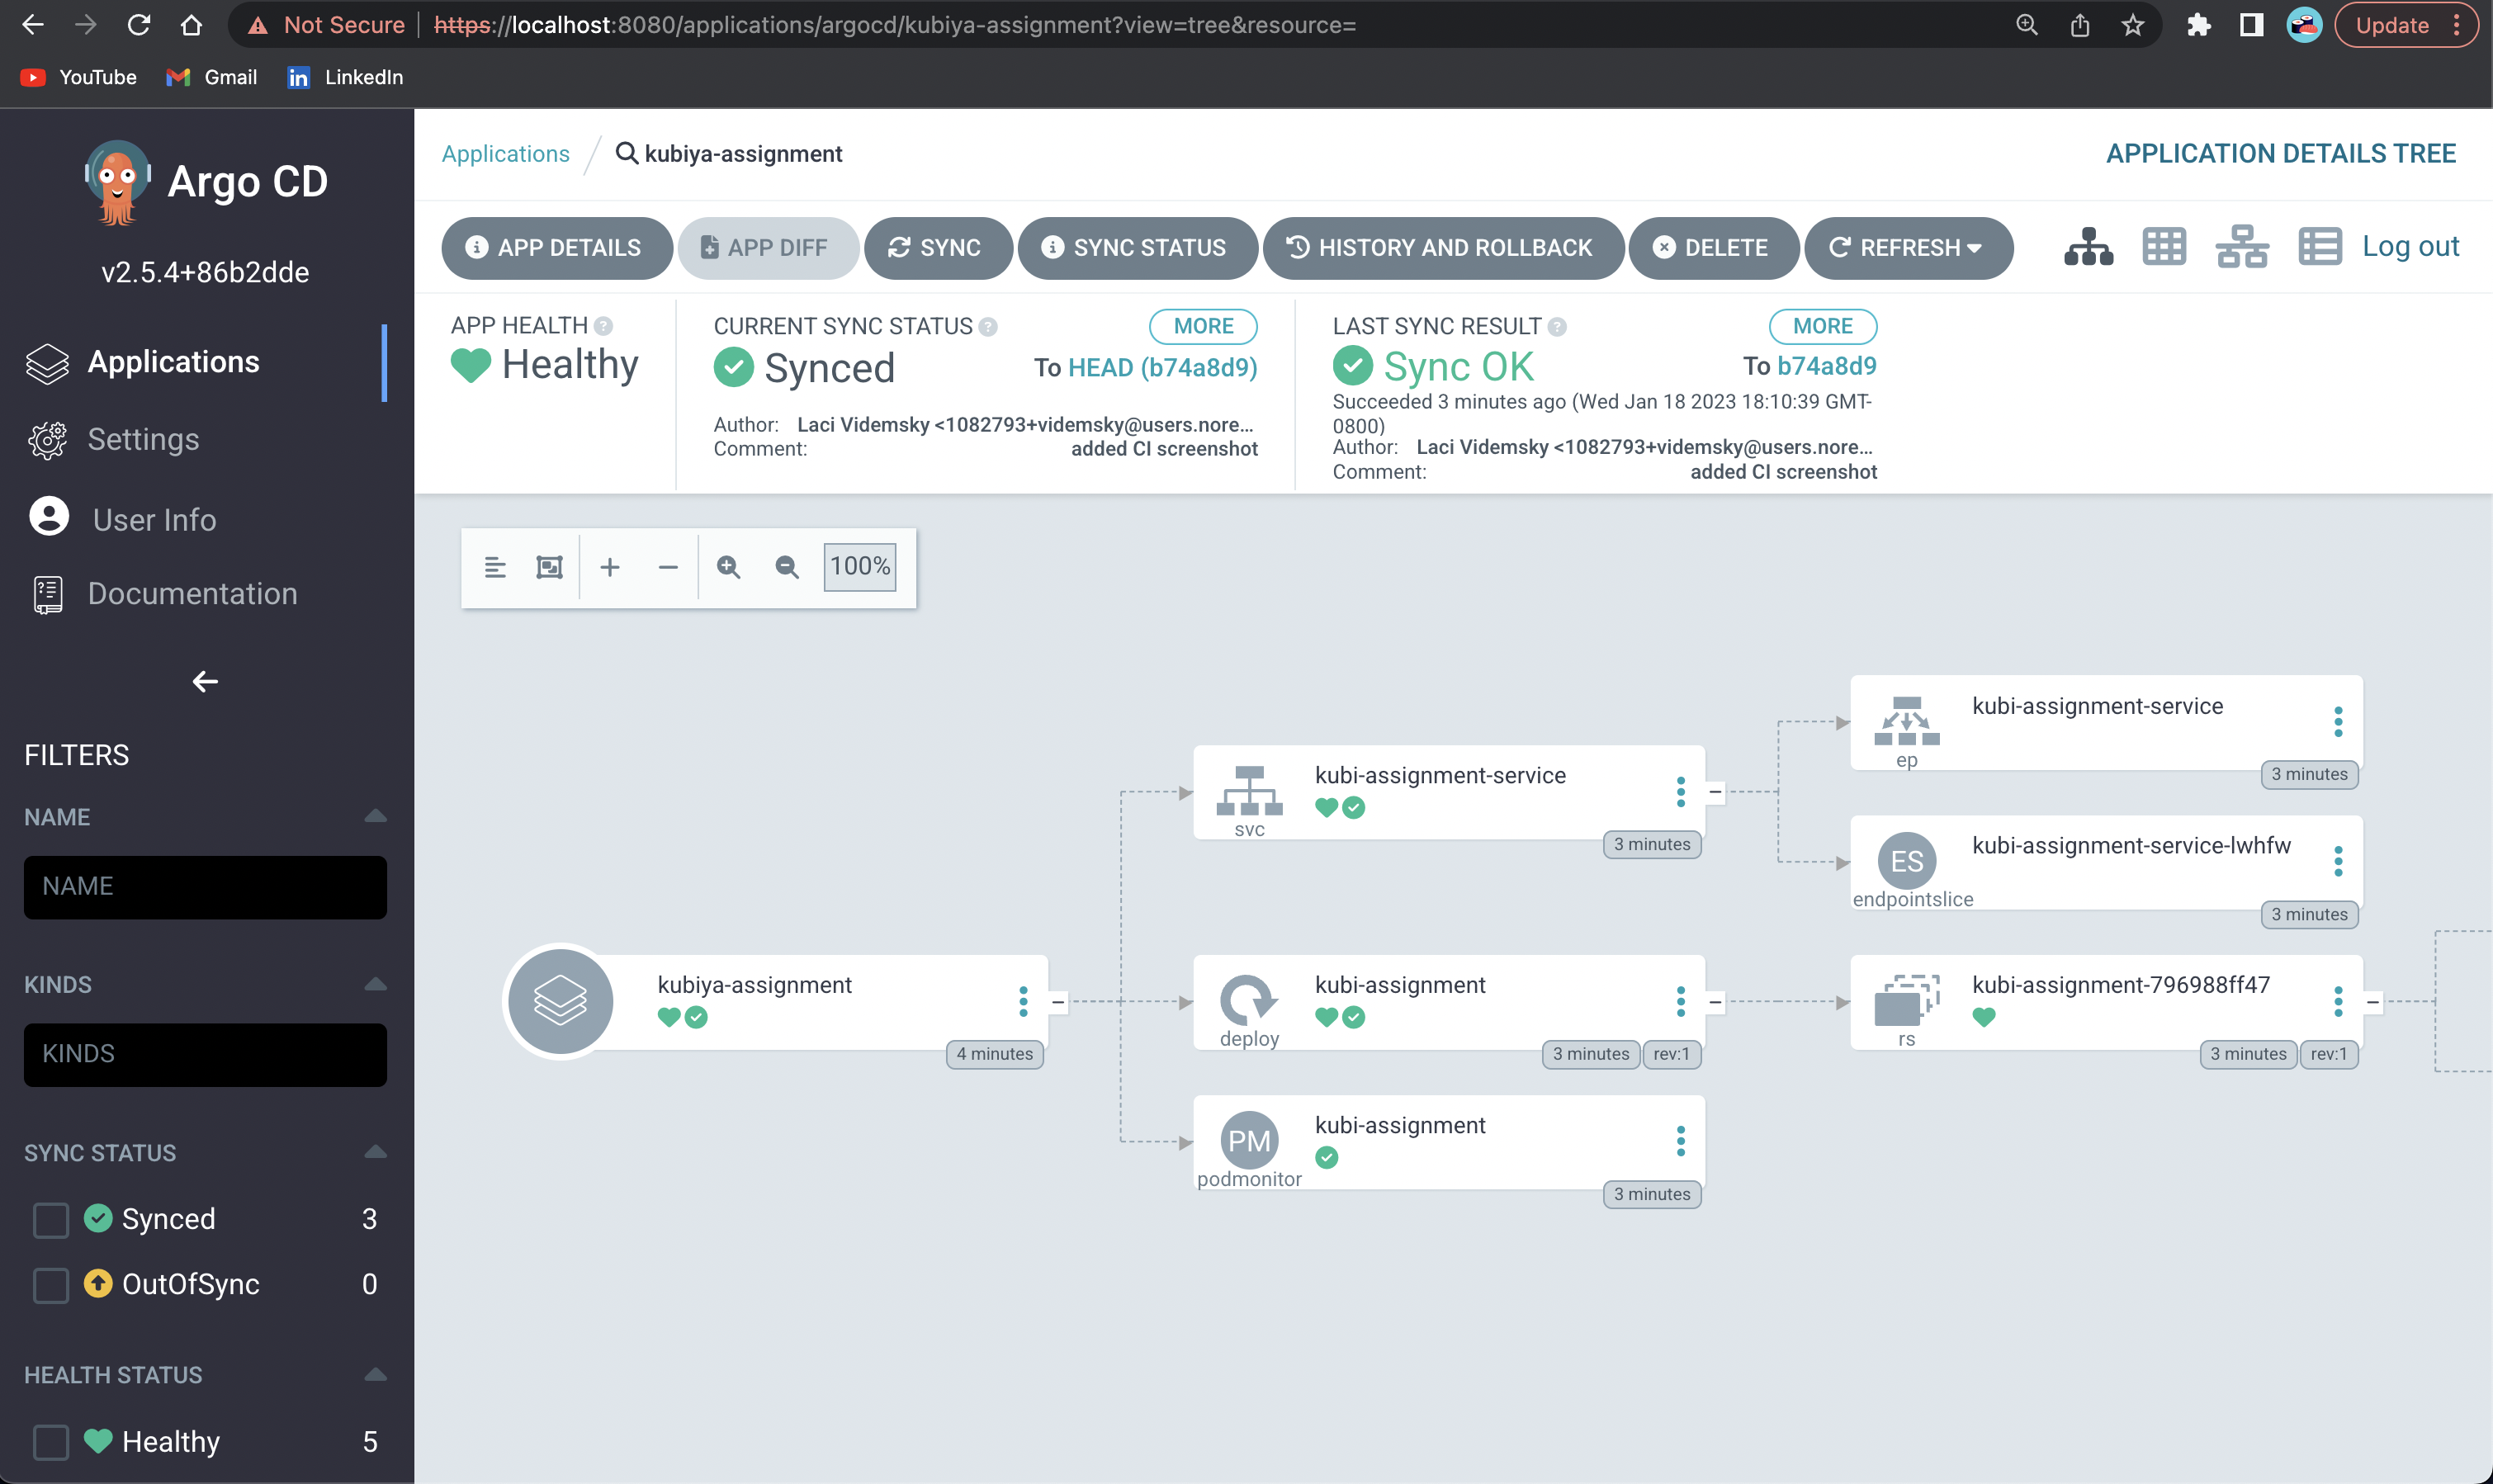 Not Secure https://localhost:8080/applications/argocd/kubiya-assignment?view=tree&resource= Update
YouTube Gmail LinkedIn
Argo CD
v2.5.4+86b2dde
Applications
Settings
User Info
Documentation
FILTERS
NAME
NAME
KINDS
KINDS
SYNC STATUS
Synced 3
OutOfSync 0
HEALTH STATUS
Healthy 5
Applications kubiya-assignment APPLICATION DETAILS TREE
APP DETAILS APP DIFF SYNC SYNC STATUS HISTORY AND ROLLBACK DELETE REFRESH Log out
APP HEALTH
Healthy
CURRENT SYNC STATUS MORE
Synced To HEAD (b74a8d9)
Author: Laci Videmsky <1082793+videmsky@users.nore...
Comment: added CI screenshot
LAST SYNC RESULT MORE
Sync OK To b74a8d9
Succeeded 3 minutes ago (Wed Jan 18 2023 18:10:39 GMT-
0800)
Author: Laci Videmsky <1082793+videmsky@users.nore...
Comment: added CI screenshot
100%
kubiya-assignment
4 minutes
kubi-assignment-service
svc
3 minutes
kubi-assignment
deploy
3 minutes rev:1
PM kubi-assignment
podmonitor
3 minutes
kubi-assignment-service
ep
3 minutes
ES kubi-assignment-service-lwhfw
endpointslice
3 minutes
kubi-assignment-796988ff47
rs
3 minutes rev:1